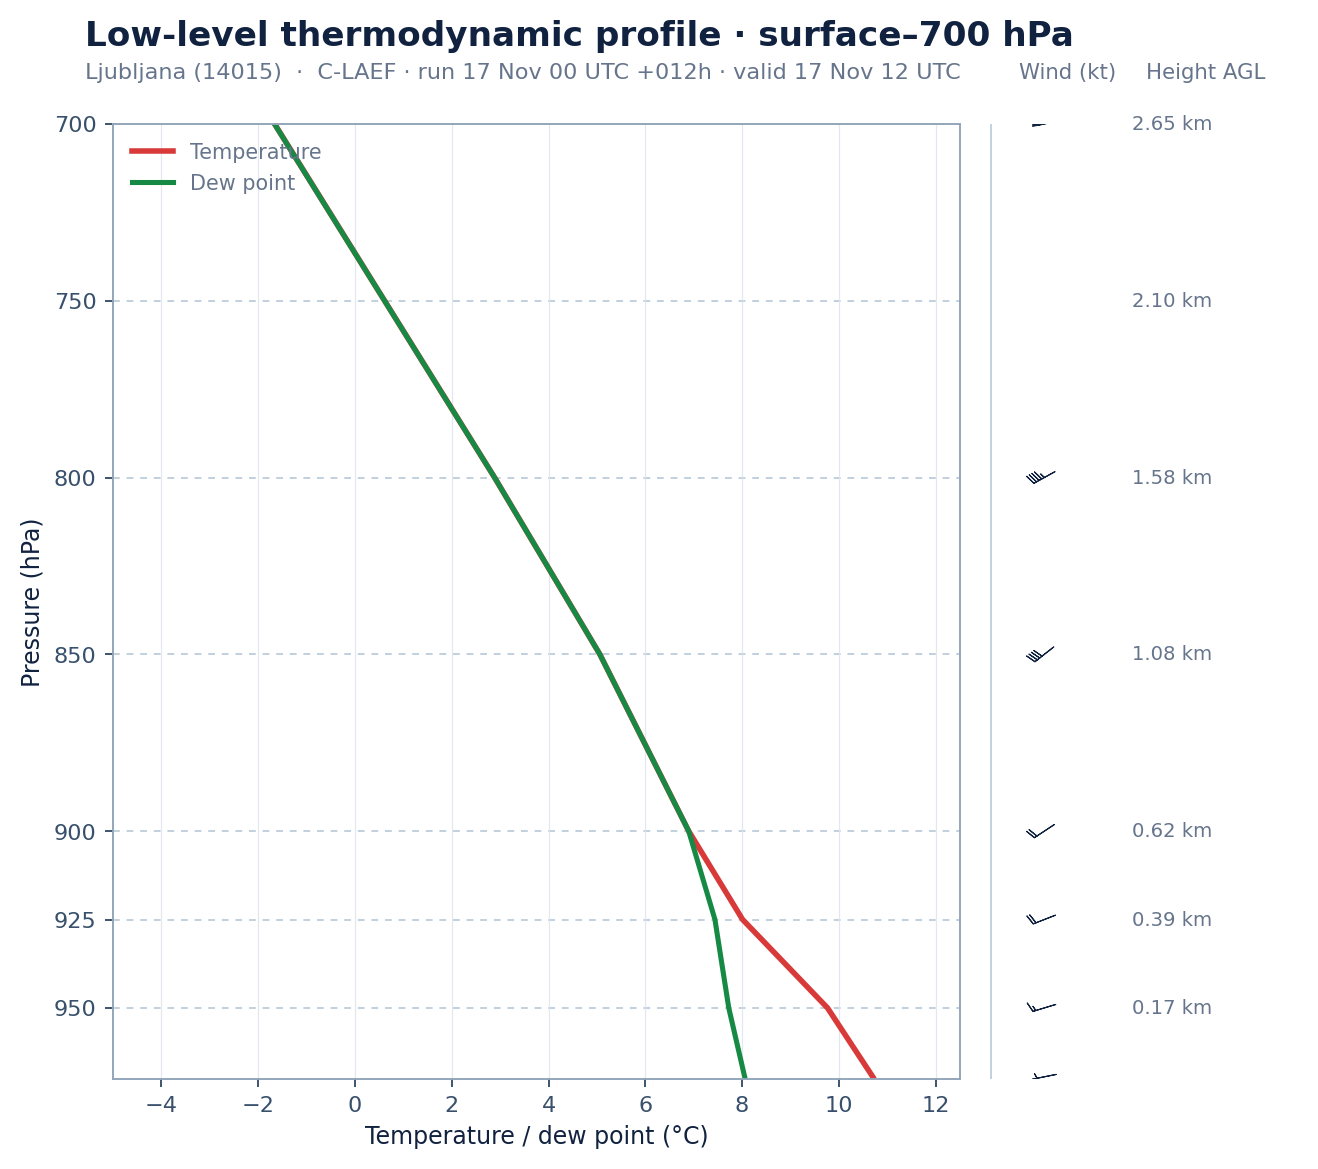 Low-level thermodynamic profile · surface–700 hPa
Ljubljana (14015)  ·  C-LAEF · run 17 Nov 00 UTC +012h · valid 17 Nov 12 UTC
Wind (kt)
Height AGL
Temperature
Dew point
700
2.65 km
750
2.10 km
800
1.58 km
850
1.08 km
900
0.62 km
925
0.39 km
950
0.17 km
Pressure (hPa)
−4
−2
0
2
4
6
8
10
12
Temperature / dew point (°C)